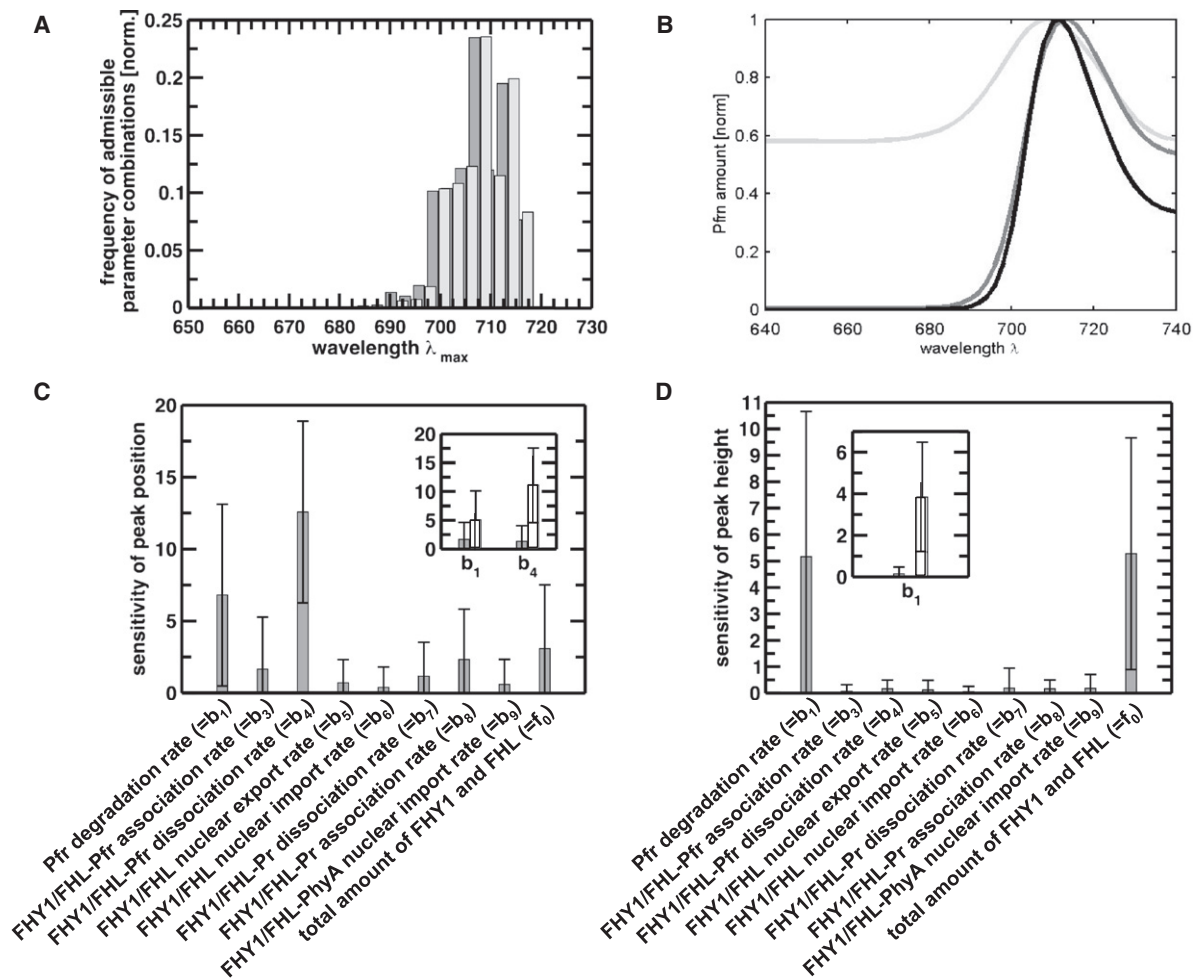 A
frequency of admissible
parameter combinations [norm.]
0.25
0.2
0.15
0.1
0.05
0
650 660 670 680 690 700 710 720 730
wavelength λmax
B
Pfrn amount [norm]
1
0.8
0.6
0.4
0.2
0
640 660 680 700 720 740
wavelength λ
C
sensitivity of peak position
20
15
10
5
0
20
15
10
5
0
b1 b4
Pfr degradation rate (=b1)
FHY1/FHL-Pfr association rate (=b3)
FHY1/FHL-Pfr dissociation rate (=b4)
FHY1/FHL nuclear export rate (=b5)
FHY1/FHL nuclear import rate (=b6)
FHY1/FHL-Pr dissociation rate (=b7)
FHY1/FHL-Pr association rate (=b8)
FHY1/FHL-PhyA nuclear import rate (=b9)
total amount of FHY1 and FHL (=f0)
D
sensitivity of peak height
11
10
9
8
7
6
5
4
3
2
1
0
6
4
2
0
b1
Pfr degradation rate (=b1)
FHY1/FHL-Pfr association rate (=b3)
FHY1/FHL-Pfr dissociation rate (=b4)
FHY1/FHL nuclear export rate (=b5)
FHY1/FHL nuclear import rate (=b6)
FHY1/FHL-Pr dissociation rate (=b7)
FHY1/FHL-Pr association rate (=b8)
FHY1/FHL-PhyA nuclear import rate (=b9)
total amount of FHY1 and FHL (=f0)